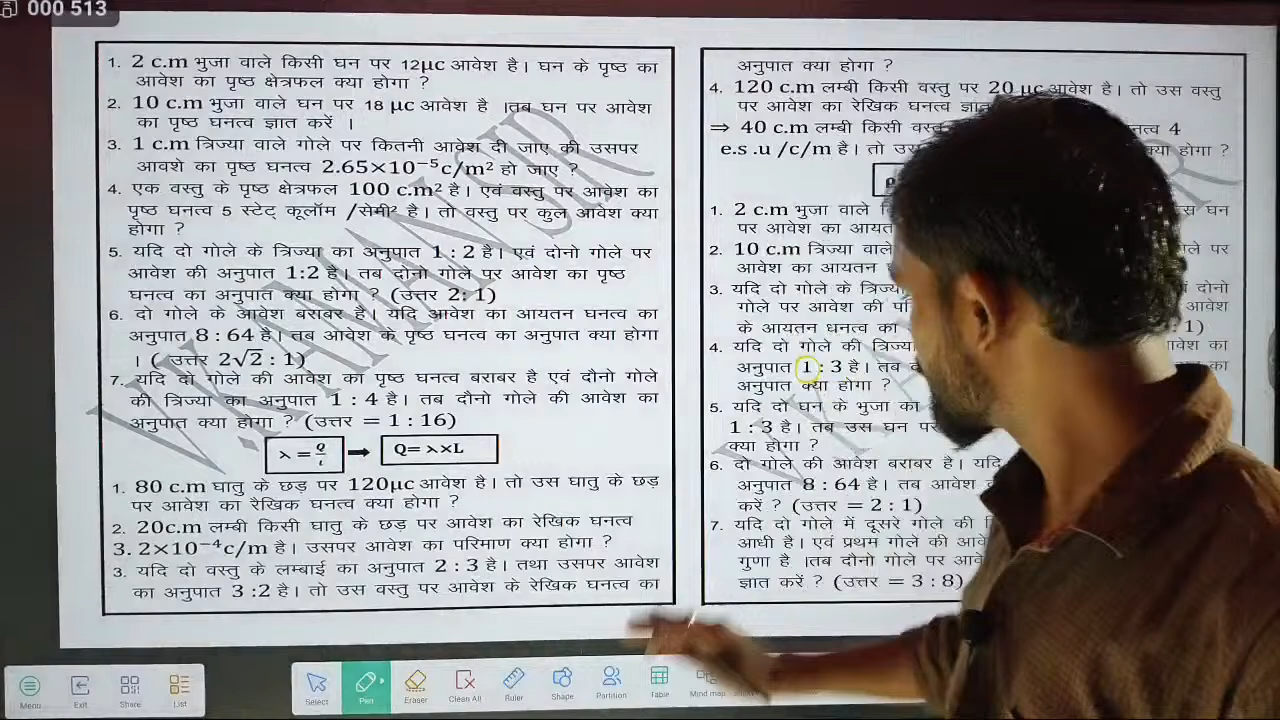 000 513
1. 2 c.m भुजा वाले किसी घन पर 12μc आवेश है। घन के पृष्ठ का
आवेश का पृष्ठ क्षेत्रफल क्या होगा ?
2. 10 c.m भुजा वाले घन पर 18 μc आवेश है ।तब घन पर आवेश
का पृष्ठ घनत्व ज्ञात करें ।
3. 1 c.m त्रिज्या वाले गोले पर कितनी आवेश दी जाए की उसपर
आवशे का पृष्ठ घनत्व 2.65×10⁻⁵c/m² हो जाए ?
4. एक वस्तु के पृष्ठ क्षेत्रफल 100 c.m² है। एवं वस्तु पर आवेश का
पृष्ठ घनत्व 5 स्टेट् कूलॉम /सेमी² है। तो वस्तु पर कुल आवेश क्या
होगा ?
5. यदि दो गोले के त्रिज्या का अनुपात 1 : 2 है। एवं दोनो गोले पर
आवेश की अनुपात 1:2 है। तब दोनो गोले पर आवेश का पृष्ठ
घनत्व का अनुपात क्या होगा ? (उत्तर 2: 1)
6. दो गोले के आवेश बराबर है। यदि आवेश का आयतन घनत्व का
अनुपात 8 : 64 है। तब आवेश के पृष्ठ घनत्व का अनुपात क्या होगा
। ( उत्तर 2√2 : 1)
7. यदि दो गोले की आवेश का पृष्ठ घनत्व बराबर है एवं दौनो गोले
की त्रिज्या का अनुपात 1 : 4 है। तब दौनो गोले की आवेश का
अनुपात क्या होगा ? (उत्तर = 1 : 16)
λ = Q/l ➡ Q= λ×L
1. 80 c.m घातु के छड़ पर 120μc आवेश है। तो उस घातु के छड़
पर आवेश का रैखिक घनत्व क्या होगा ?
2. 20c.m लम्बी किसी घातु के छड़ पर आवेश का रेखिक घनत्व
3. 2×10⁻⁴c/m है। उसपर आवेश का परिमाण क्या होगा ?
3. यदि दो वस्तु के लम्बाई का अनुपात 2 : 3 है। तथा उसपर आवेश
का अनुपात 3 :2 है। तो उस वस्तु पर आवेश के रेखिक घनत्व का
अनुपात क्या होगा ?
4. 120 c.m लम्बी किसी वस्तु पर 20 μc आवेश है। तो उस वस्तु
पर आवेश का रेखिक घनत्व
⇒ 40 c.m लम्बी किसी 4
e.s .u /c/m है। तो ?
1. 2 c.m भुजा वाले घन
पर आवेश का
2. 10 c.m त्रिज्या वाले पर
आवेश का आयतन
3. यदि दो गोले के दोनो
गोले पर आवेश की आवेश
के आयतन घनत्व का : 1)
4. यदि दो गोले की का
अनुपात 1 : 3 है। तब का
अनुपात क्या होगा ?
5. यदि दो घन के भुजा का
1 : 3 है। तब उस घन पर
क्या होगा ?
6. दो गोले की आवेश बराबर है। यदि
अनुपात 8 : 64 है। तब आवेश
करें ? (उत्तर = 2 : 1)
7. यदि दो गोले में दूसरे गोले की
आधी है। एवं प्रथम गोले की
गुणा है ।तब दौनो गोले पर
ज्ञात करें ? (उत्तर = 3 : 8)
V.K AMAN SIR
V.K SIR
Menu Exit Share List Select Pen Eraser Clean All Ruler Shape Partition Table Mind map